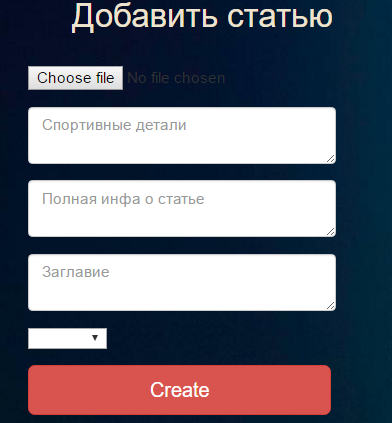 Добавить статью
Choose file No file chosen
Спортивные детали
Полная инфа о статье
Заглавие
Create